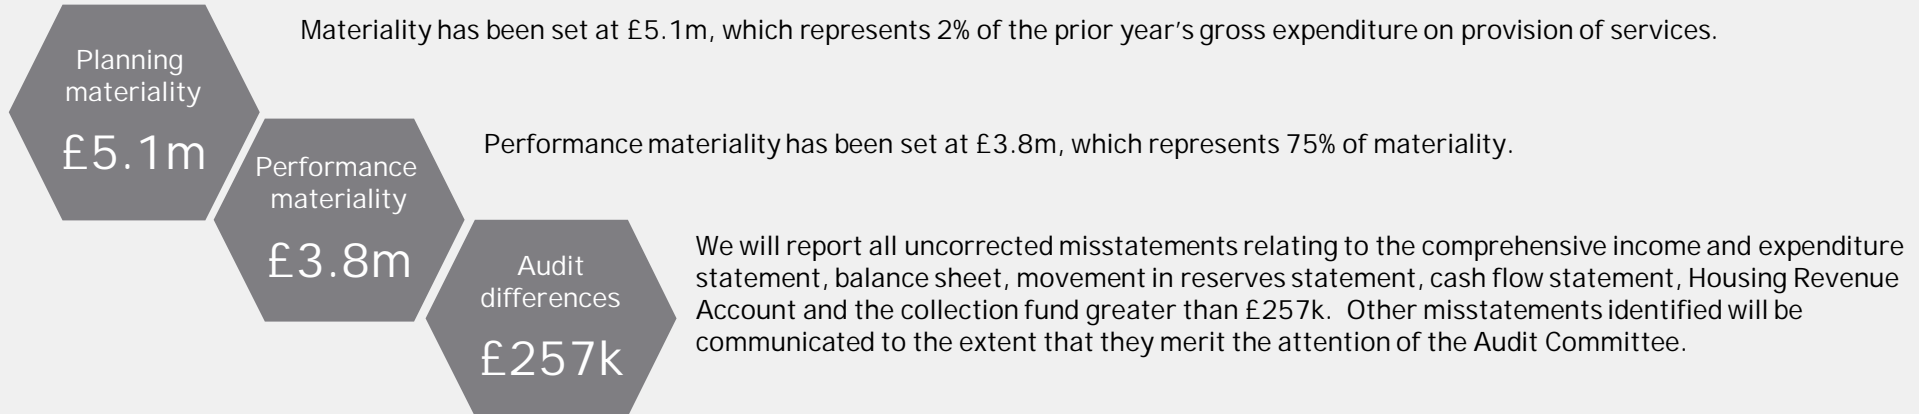 Planning
materiality
£5.1m
Materiality has been set at £5.1m, which represents 2% of the prior year's gross expenditure on provision of services.
Performance
materiality
£3.8m
Performance materiality has been set at £3.8m, which represents 75% of materiality.
Audit
differences
£257k
We will report all uncorrected misstatements relating to the comprehensive income and expenditure
statement, balance sheet, movement in reserves statement, cash flow statement, Housing Revenue
Account and the collection fund greater than £257k.  Other misstatements identified will be
communicated to the extent that they merit the attention of the Audit Committee.